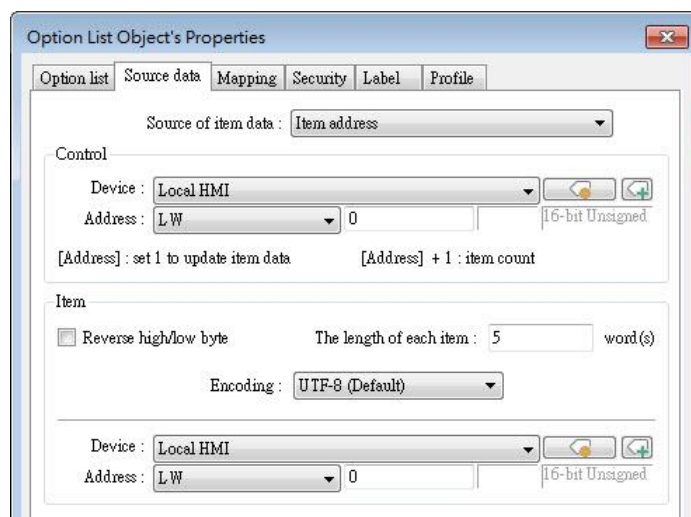 Option List Object's Properties
Option list Source data Mapping Security Label Profile
Source of item data : Item address
Control
Device : Local HMI
Address : LW 0 16-bit Unsigned
[Address] : set 1 to update item data [Address] + 1 : item count
Item
Reverse high/low byte The length of each item : 5 word(s)
Encoding : UTF-8 (Default)
Device : Local HMI
Address : LW 0 16-bit Unsigned